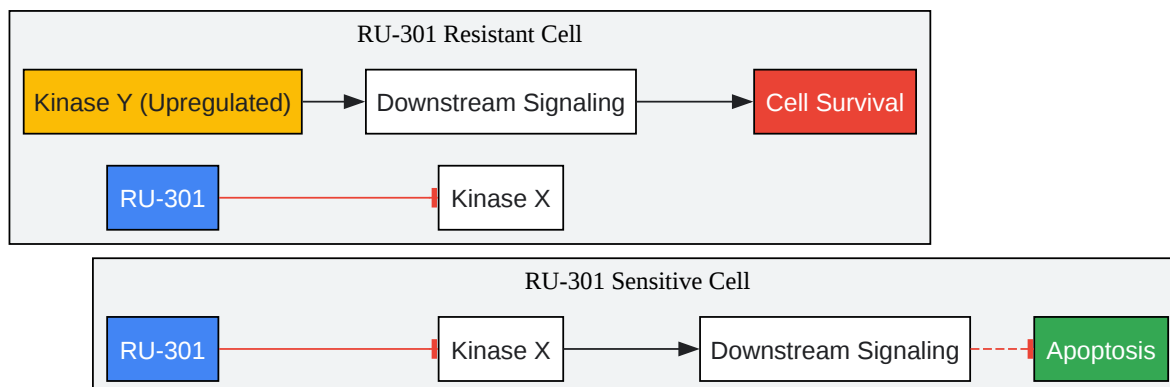 RU-301 Resistant Cell
Kinase Y (Upregulated)
Downstream Signaling
Cell Survival
RU-301
Kinase X
RU-301 Sensitive Cell
RU-301
Kinase X
Downstream Signaling
Apoptosis